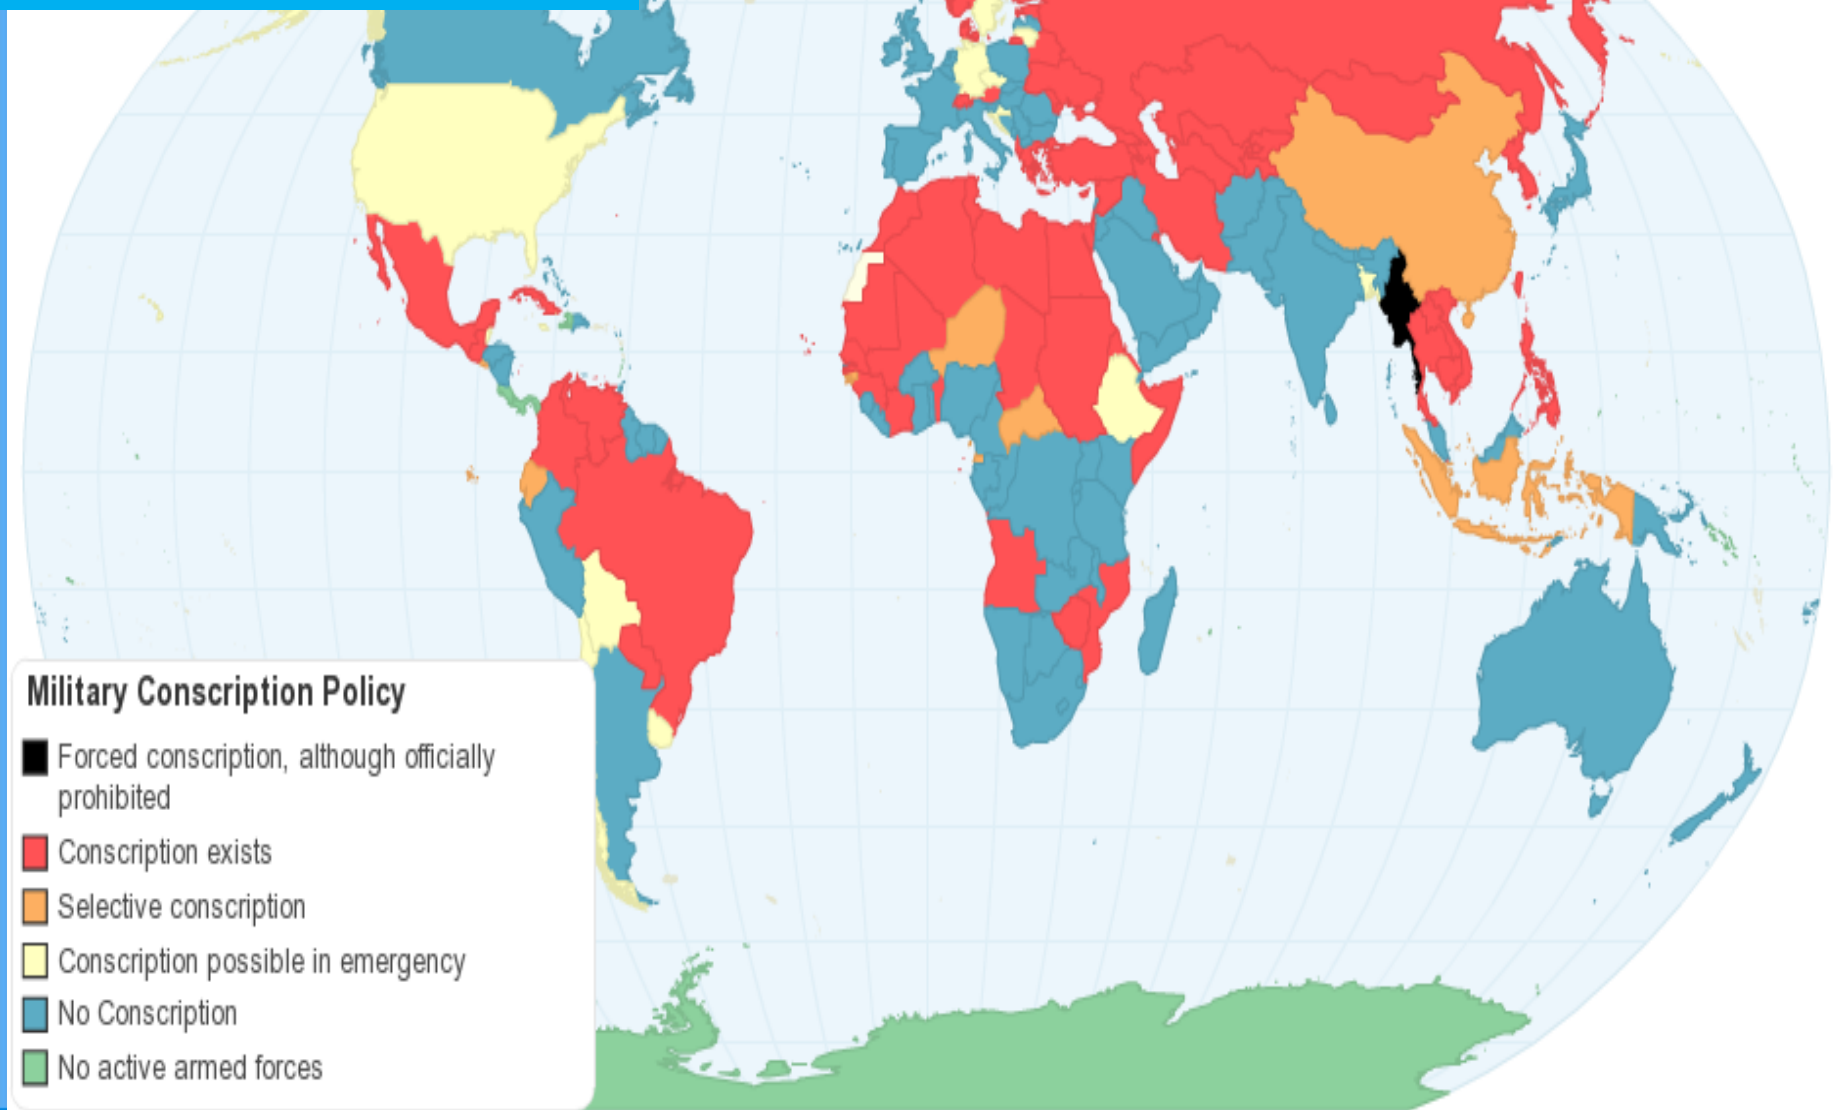 Military Conscription Policy
Forced conscription, although officially
prohibited
Conscription exists
Selective conscription
Conscription possible in emergency
No Conscription
No active armed forces